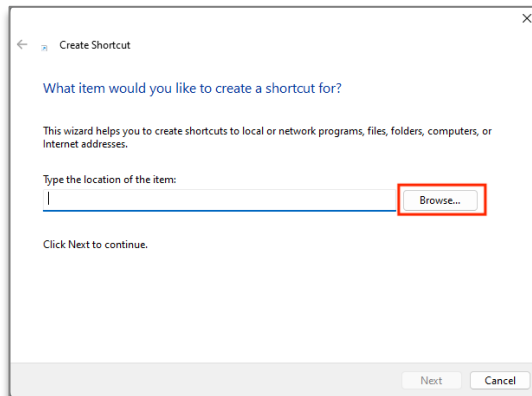 Create Shortcut
What item would you like to create a shortcut for?
This wizard helps you to create shortcuts to local or network programs, files, folders, computers, or
Internet addresses.
Type the location of the item:
Browse...
Click Next to continue.
Next Cancel